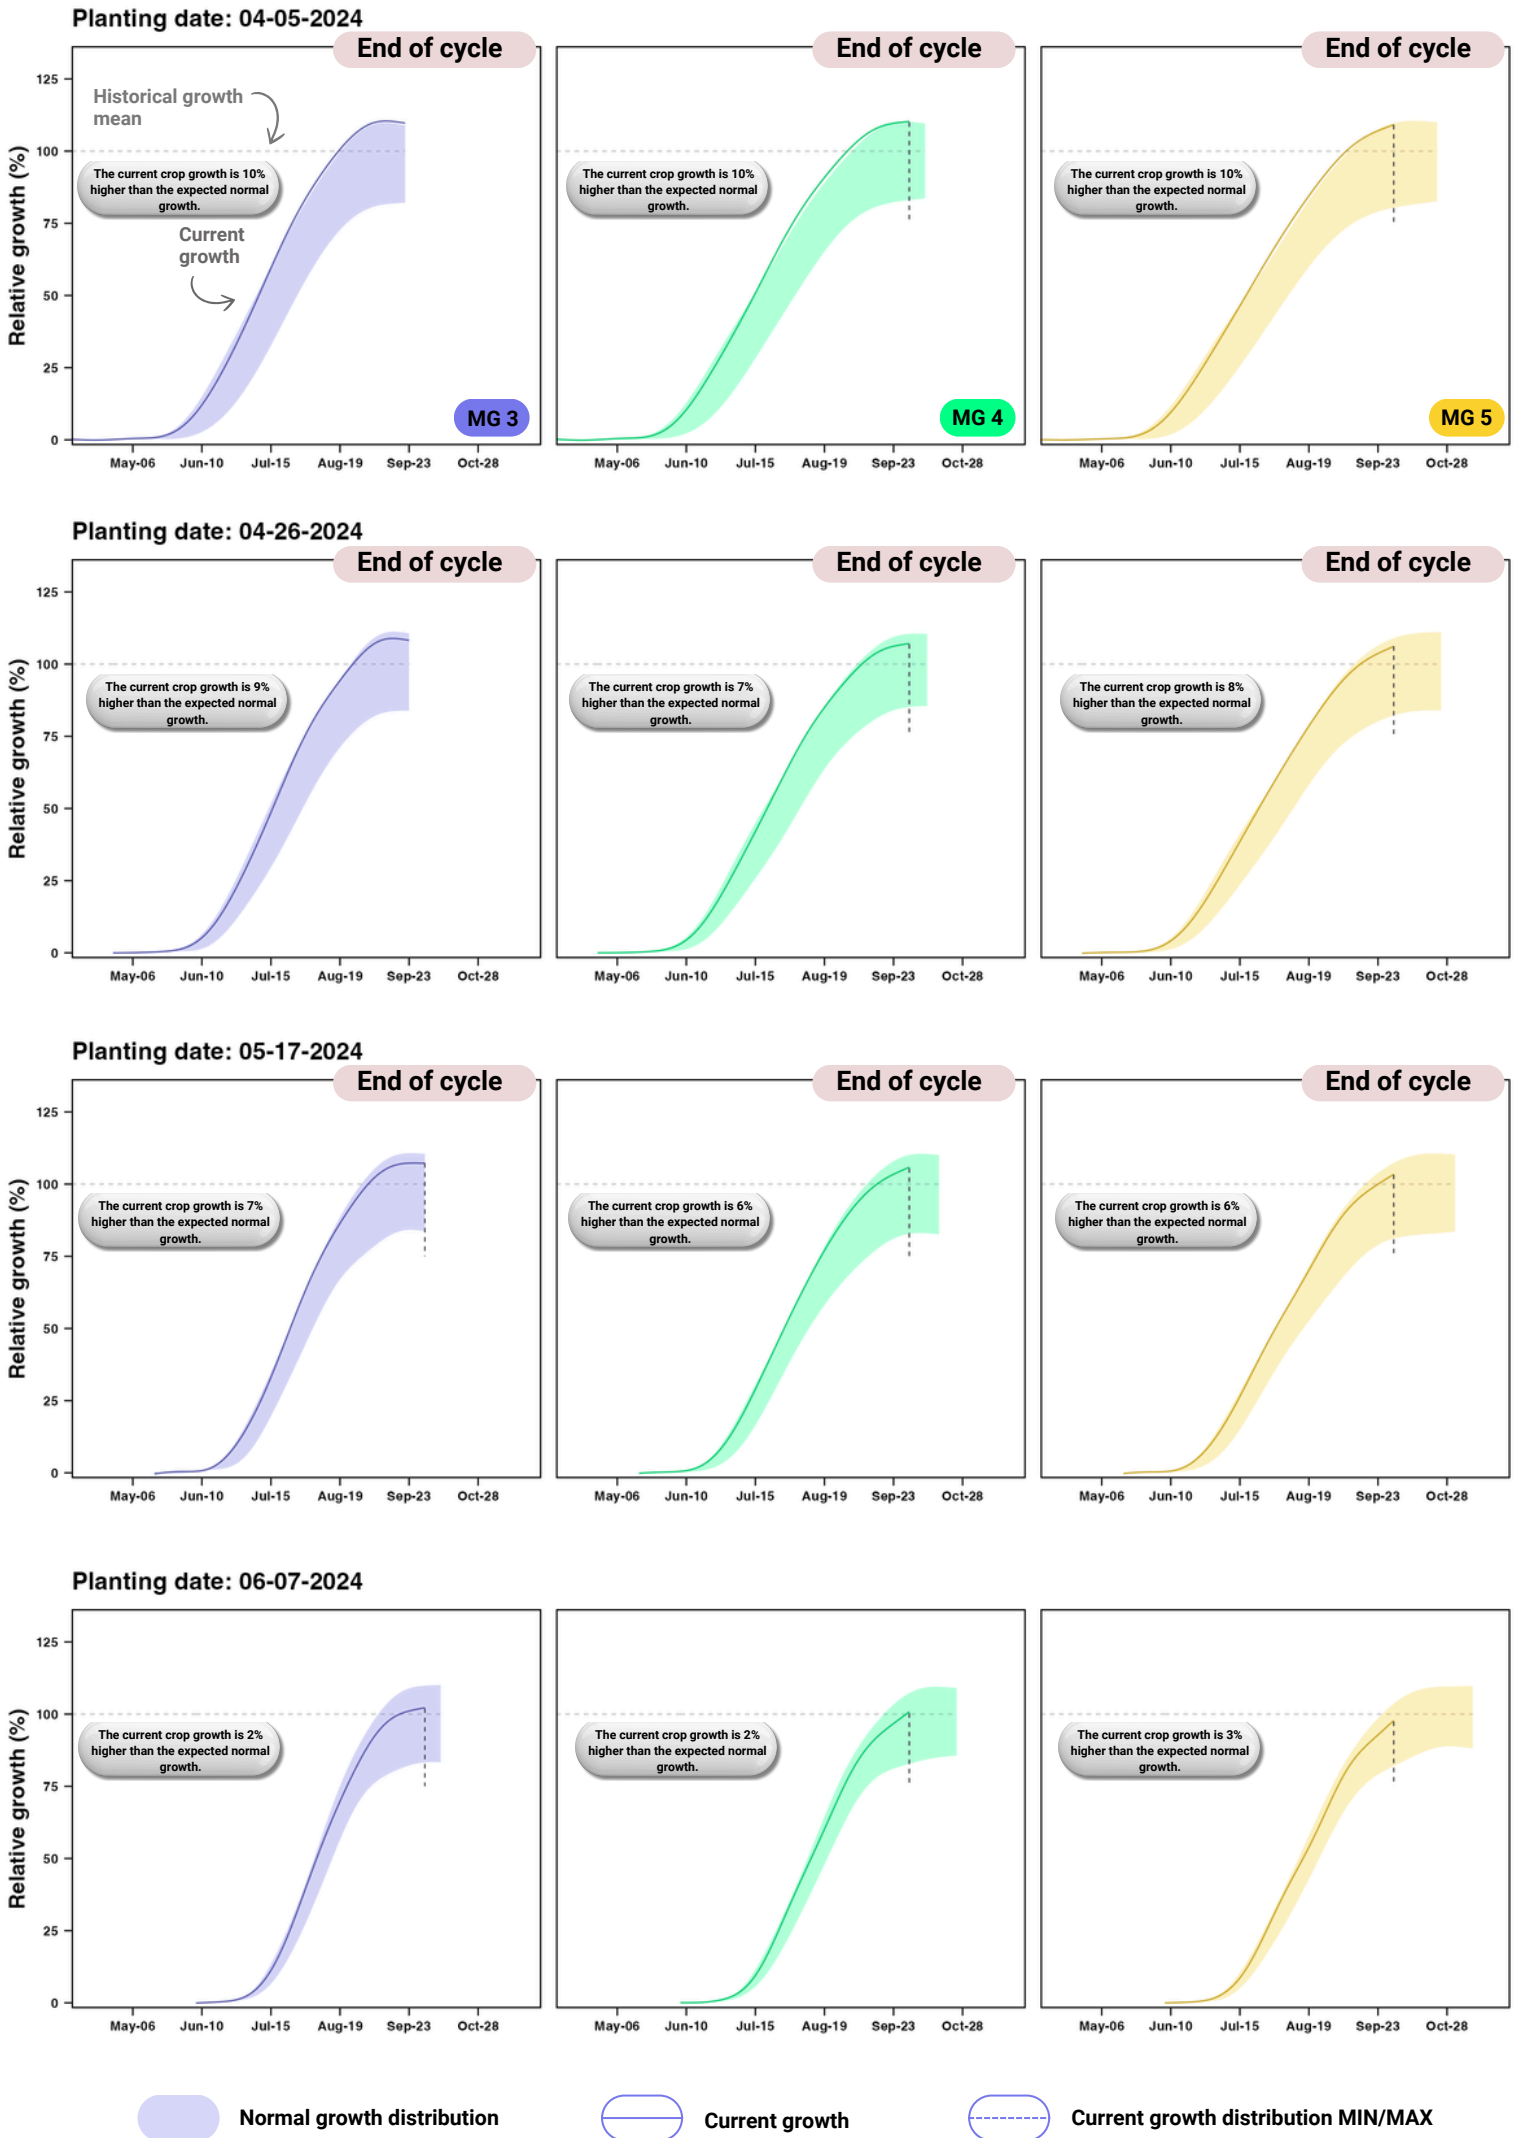 Planting date: 04-05-2024
End of cycle
End of cycle
End of cycle
Relative growth (%)
125
100
75
50
25
0
Historical growth
mean
The current crop growth is 10%
higher than the expected normal
growth.
Current
growth
MG 3
The current crop growth is 10%
higher than the expected normal
growth.
MG 4
The current crop growth is 10%
higher than the expected normal
growth.
MG 5
May-06 Jun-10 Jul-15 Aug-19 Sep-23 Oct-28
May-06 Jun-10 Jul-15 Aug-19 Sep-23 Oct-28
May-06 Jun-10 Jul-15 Aug-19 Sep-23 Oct-28
Planting date: 04-26-2024
End of cycle
End of cycle
End of cycle
Relative growth (%)
125
100
75
50
25
0
The current crop growth is 9%
higher than the expected normal
growth.
The current crop growth is 7%
higher than the expected normal
growth.
The current crop growth is 8%
higher than the expected normal
growth.
May-06 Jun-10 Jul-15 Aug-19 Sep-23 Oct-28
May-06 Jun-10 Jul-15 Aug-19 Sep-23 Oct-28
May-06 Jun-10 Jul-15 Aug-19 Sep-23 Oct-28
Planting date: 05-17-2024
End of cycle
End of cycle
End of cycle
Relative growth (%)
125
100
75
50
25
0
The current crop growth is 7%
higher than the expected normal
growth.
The current crop growth is 6%
higher than the expected normal
growth.
The current crop growth is 6%
higher than the expected normal
growth.
May-06 Jun-10 Jul-15 Aug-19 Sep-23 Oct-28
May-06 Jun-10 Jul-15 Aug-19 Sep-23 Oct-28
May-06 Jun-10 Jul-15 Aug-19 Sep-23 Oct-28
Planting date: 06-07-2024
Relative growth (%)
125
100
75
50
25
0
The current crop growth is 2%
higher than the expected normal
growth.
The current crop growth is 2%
higher than the expected normal
growth.
The current crop growth is 3%
higher than the expected normal
growth.
May-06 Jun-10 Jul-15 Aug-19 Sep-23 Oct-28
May-06 Jun-10 Jul-15 Aug-19 Sep-23 Oct-28
May-06 Jun-10 Jul-15 Aug-19 Sep-23 Oct-28
Normal growth distribution
Current growth
Current growth distribution MIN/MAX